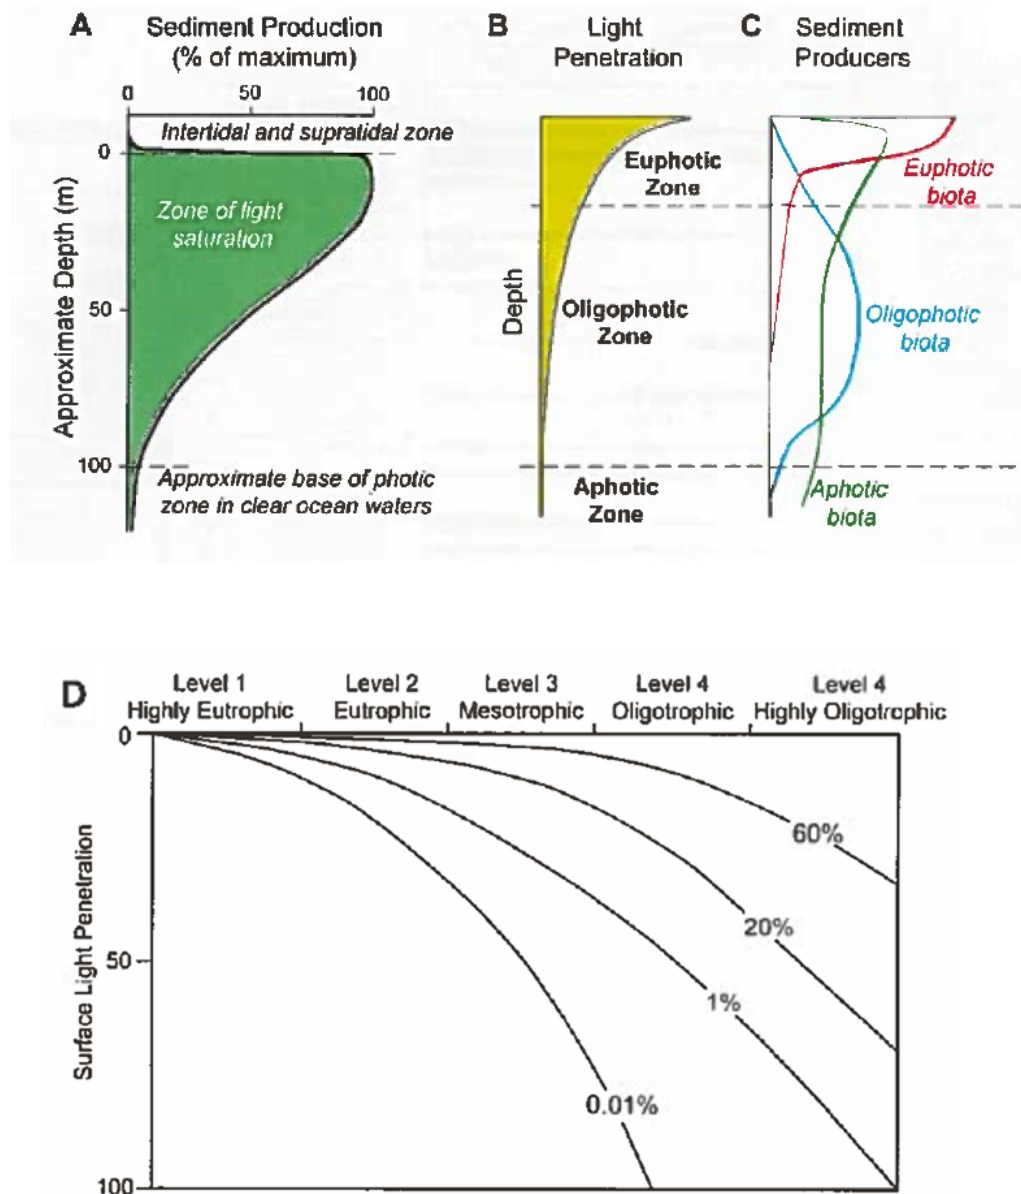 A
Sediment Production
(% of maximum)
0 50 100
Intertidal and supratidal zone
Zone of light
saturation
0
50
100
Approximate Depth (m)
Approximate base of photic
zone in clear ocean waters
B
Light
Penetration
Euphotic
Zone
Oligophotic
Zone
Aphotic
Zone
Depth
C
Sediment
Producers
Euphotic
biota
Oligophotic
biota
Aphotic
biota
D
Level 1
Highly Eutrophic
Level 2
Eutrophic
Level 3
Mesotrophic
Level 4
Oligotrophic
Level 4
Highly Oligotrophic
0
50
100
Surface Light Penetration
60%
20%
1%
0.01%